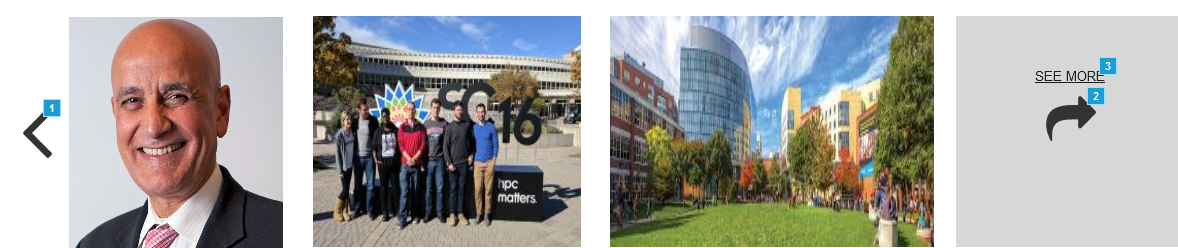 1
SC16
hpc
matters.
SEE MORE
3
2